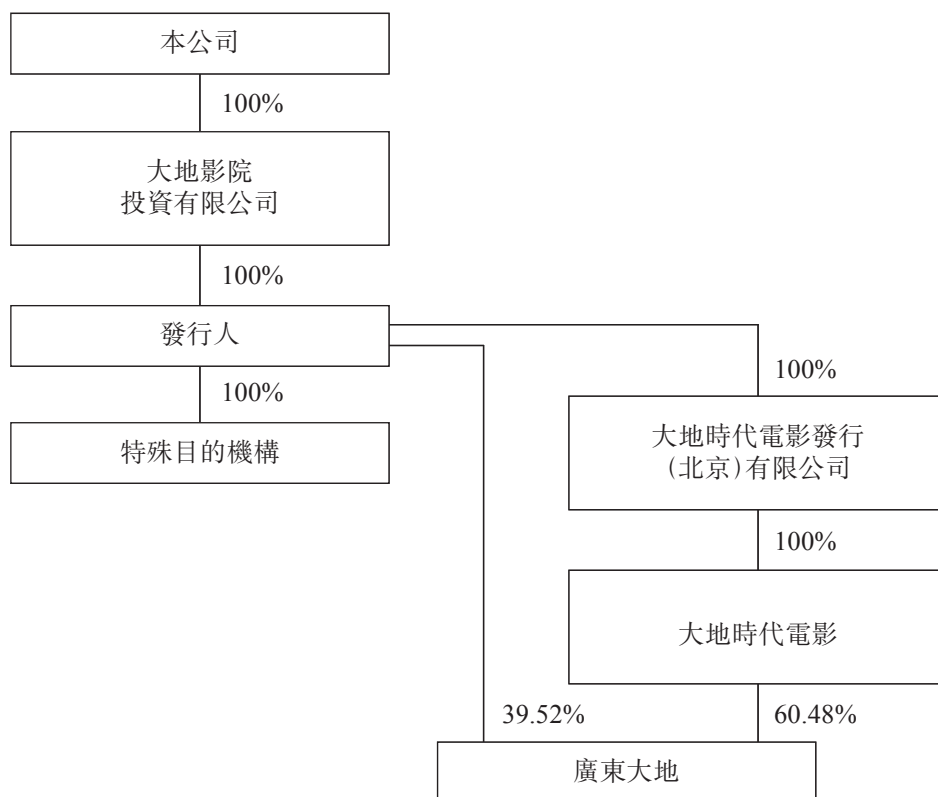 本公司
100%
大地影院
投資有限公司
100%
發行人
100%
特殊目的機構
100%
大地時代電影發行
(北京)有限公司
100%
大地時代電影
39.52%
60.48%
廣東大地